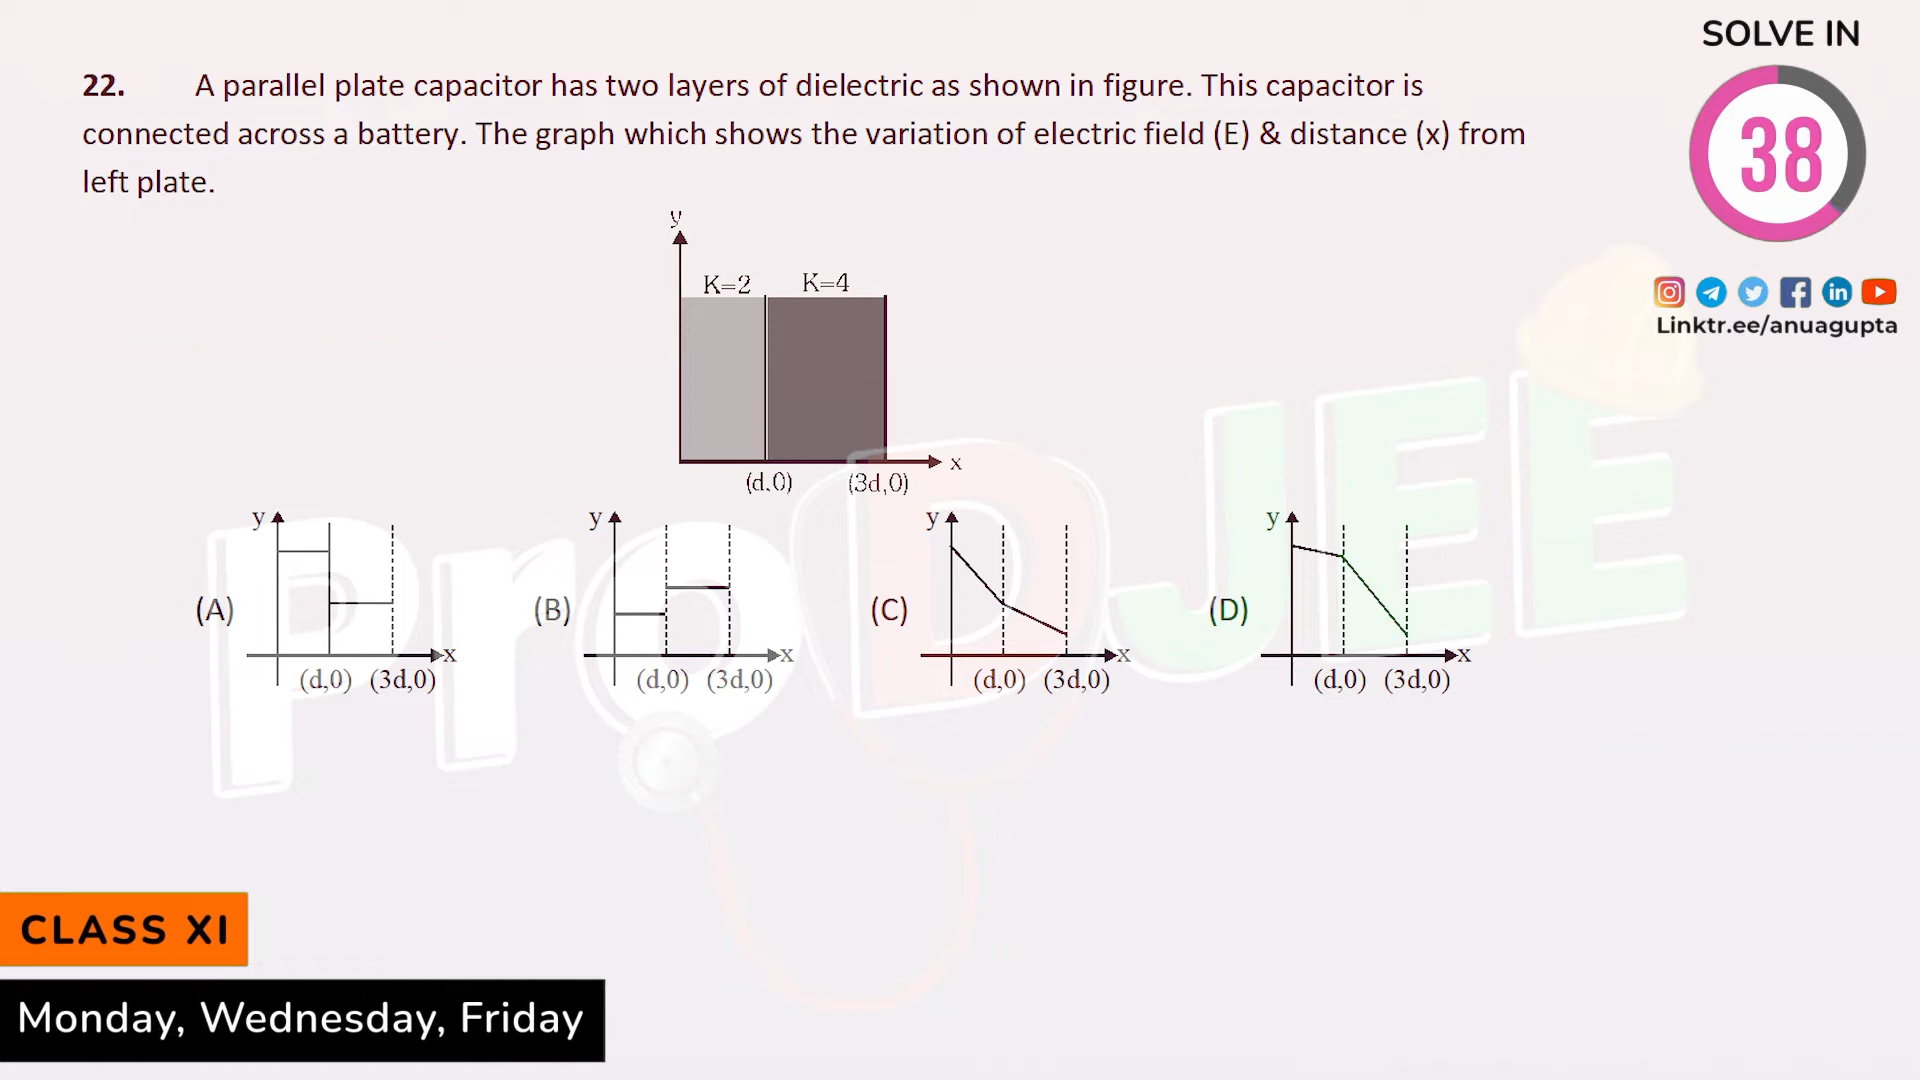 SOLVE IN
38
Linktr.ee/anuagupta
22. A parallel plate capacitor has two layers of dielectric as shown in figure. This capacitor is
connected across a battery. The graph which shows the variation of electric field (E) & distance (x) from
left plate.
y
K=2 K=4
x
(d,0) (3d,0)
(A) y x (d,0) (3d,0)
(B) y x (d,0) (3d,0)
(C) y x (d,0) (3d,0)
(D) y x (d,0) (3d,0)
PrODJEE
CLASS XI
Monday, Wednesday, Friday